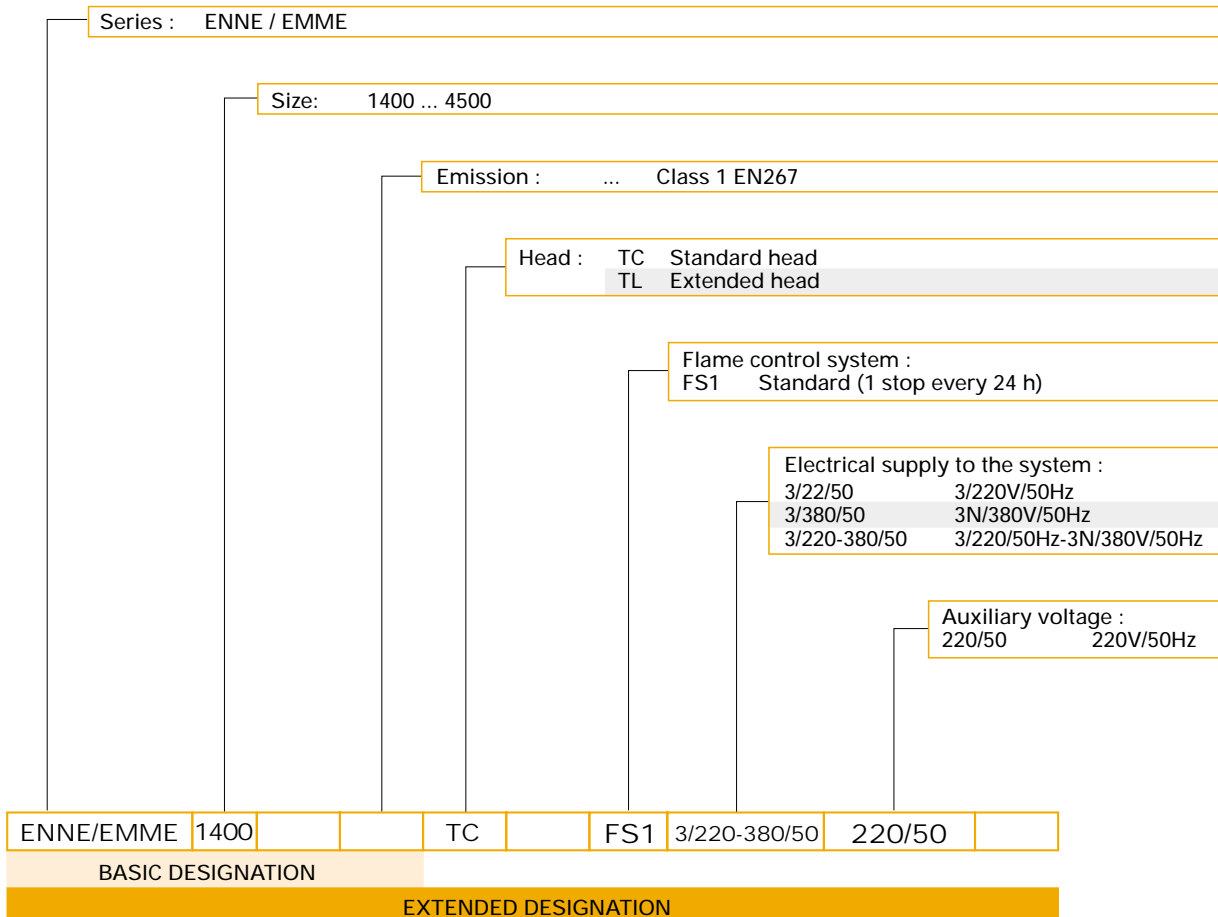 Series : ENNE / EMME
Size: 1400 ... 4500
Emission : ... Class 1 EN267
Head : TC Standard head
TL Extended head
Flame control system :
FS1 Standard (1 stop every 24 h)
Electrical supply to the system :
3/22/50 3/220V/50Hz
3/380/50 3N/380V/50Hz
3/220-380/50 3/220/50Hz-3N/380V/50Hz
Auxiliary voltage :
220/50 220V/50Hz
ENNE/EMME 1400 TC FS1 3/220-380/50 220/50
BASIC DESIGNATION
EXTENDED DESIGNATION